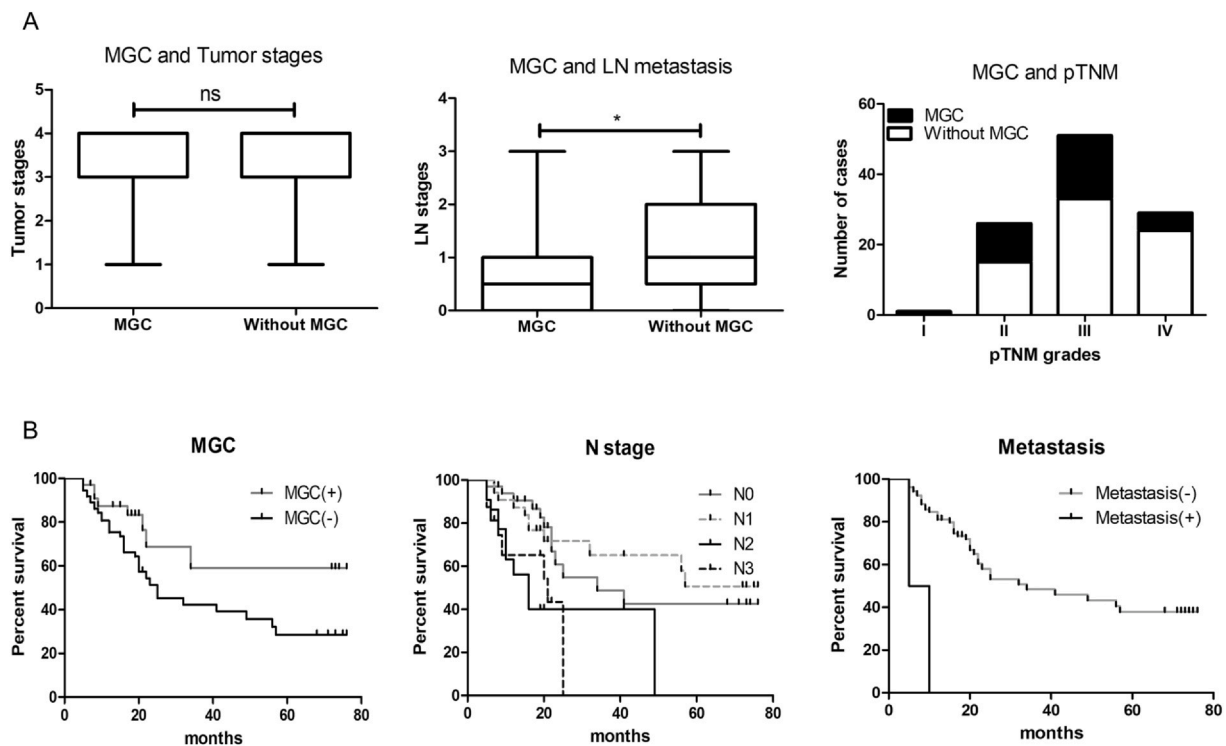 A
MGC and Tumor stages
ns
Tumor stages
5
4
3
2
1
0
MGC
Without MGC
MGC and LN metastasis
*
LN stages
4
3
2
1
0
MGC
Without MGC
MGC and pTNM
MGC
Without MGC
Number of cases
60
40
20
0
I
II
III
IV
pTNM grades
B
MGC
MGC(+)
MGC(-)
Percent survival
100
80
60
40
20
0
0
20
40
60
80
months
N stage
N0
N1
N2
N3
Percent survival
100
80
60
40
20
0
0
20
40
60
80
months
Metastasis
Metastasis(-)
Metastasis(+)
Percent survival
100
80
60
40
20
0
0
20
40
60
80
months